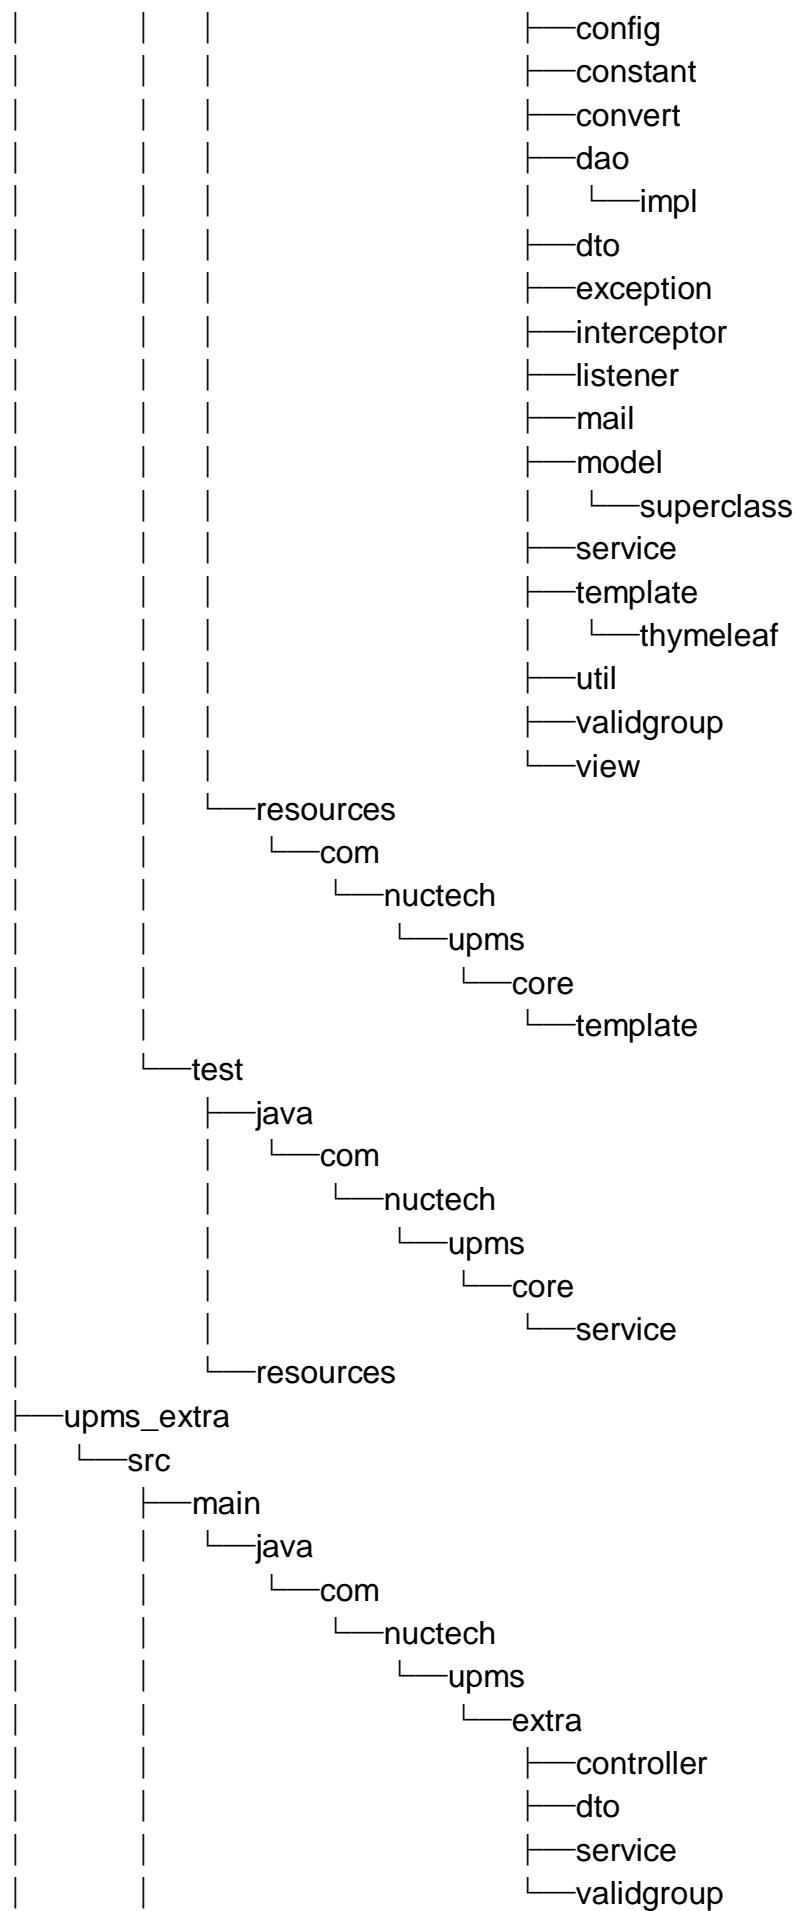 │       │   │                   ├──config
│       │   │                   ├──constant
│       │   │                   ├──convert
│       │   │                   ├──dao
│       │   │                   │   └──impl
│       │   │                   ├──dto
│       │   │                   ├──exception
│       │   │                   ├──interceptor
│       │   │                   ├──listener
│       │   │                   ├──mail
│       │   │                   ├──model
│       │   │                   │   └──superclass
│       │   │                   ├──service
│       │   │                   ├──template
│       │   │                   │   └──thymeleaf
│       │   │                   ├──util
│       │   │                   ├──validgroup
│       │   │                   └──view
│       │   └──resources
│       │       └──com
│       │           └──nuctech
│       │               └──upms
│       │                   └──core
│       │                       └──template
│       └──test
│           ├──java
│           │   └──com
│           │       └──nuctech
│           │           └──upms
│           │               └──core
│           │                   └──service
│           └──resources
├──upms_extra
│   └──src
│       ├──main
│       │   └──java
│       │       └──com
│       │           └──nuctech
│       │               └──upms
│       │                   └──extra
│       │                       ├──controller
│       │                       ├──dto
│       │                       ├──service
│       │                       └──validgroup